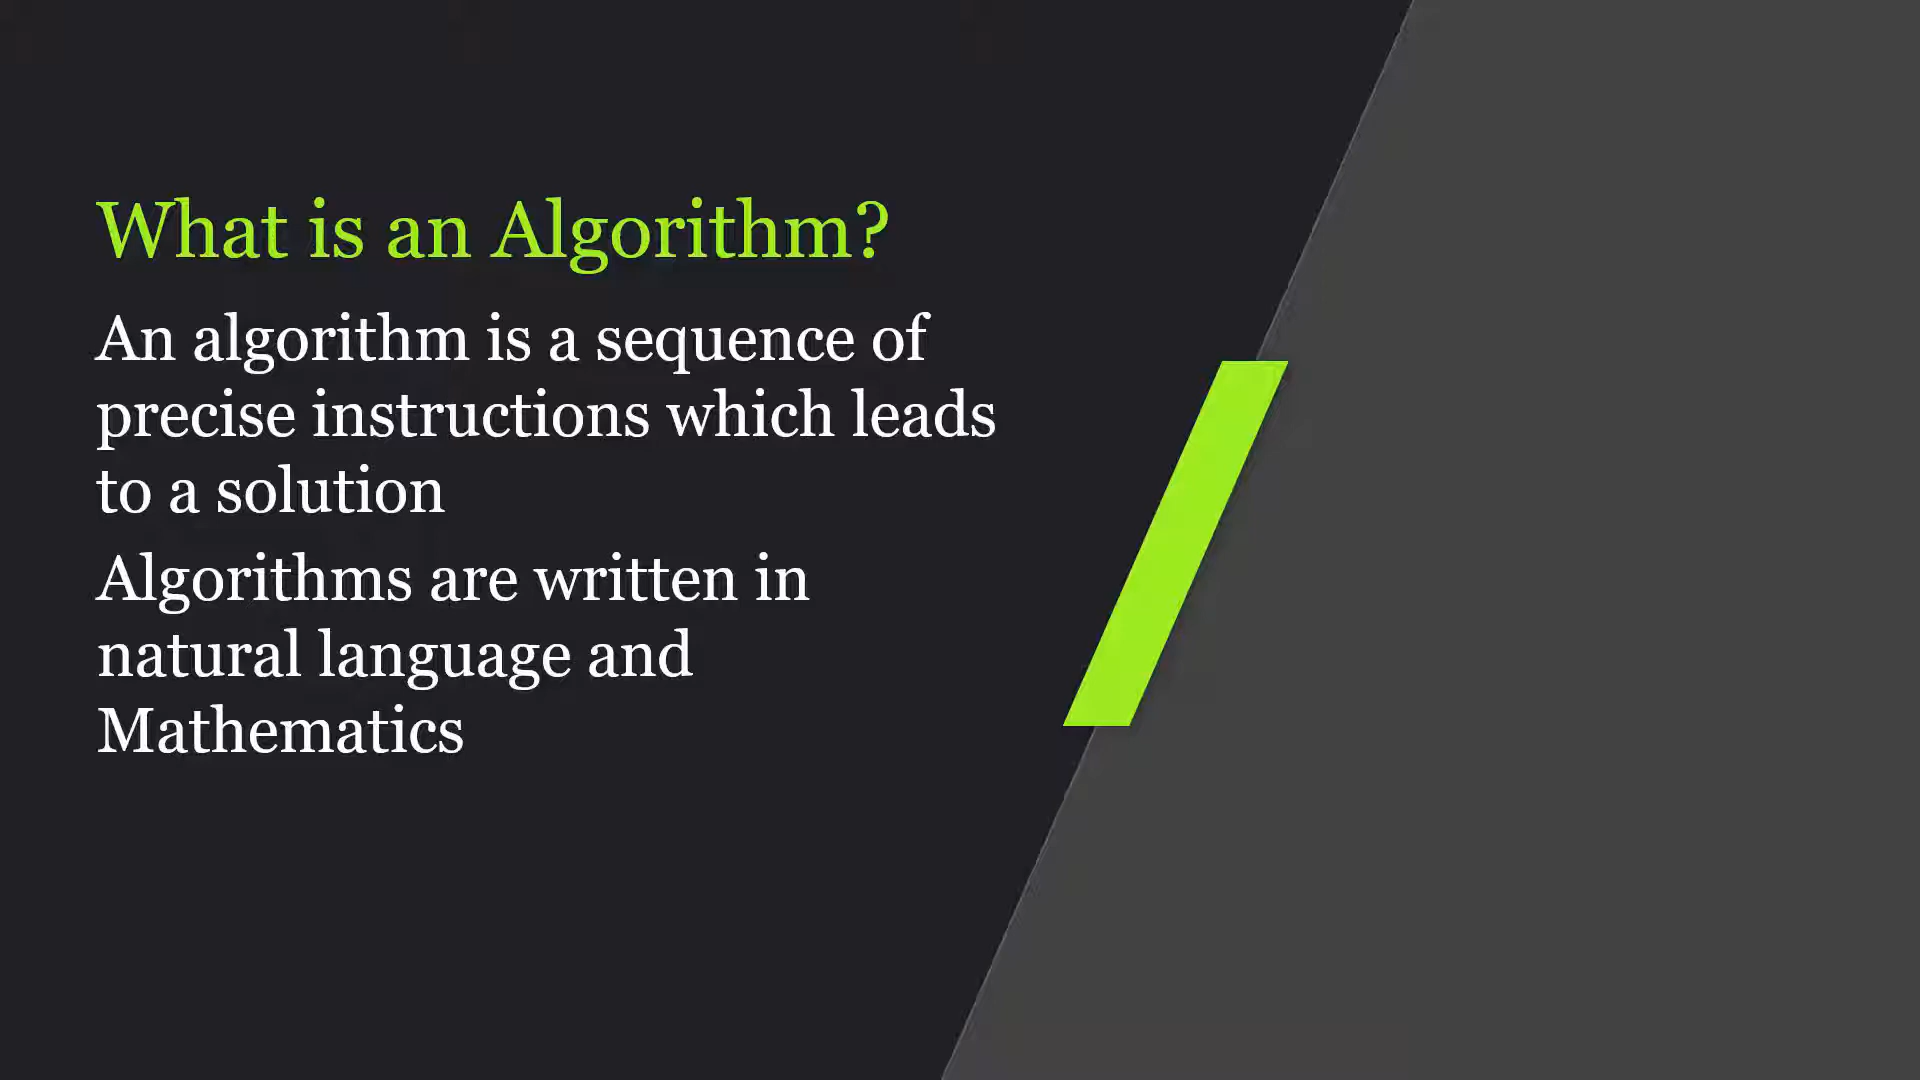 What is an Algorithm?
An algorithm is a sequence of
precise instructions which leads
to a solution
Algorithms are written in
natural language and
Mathematics